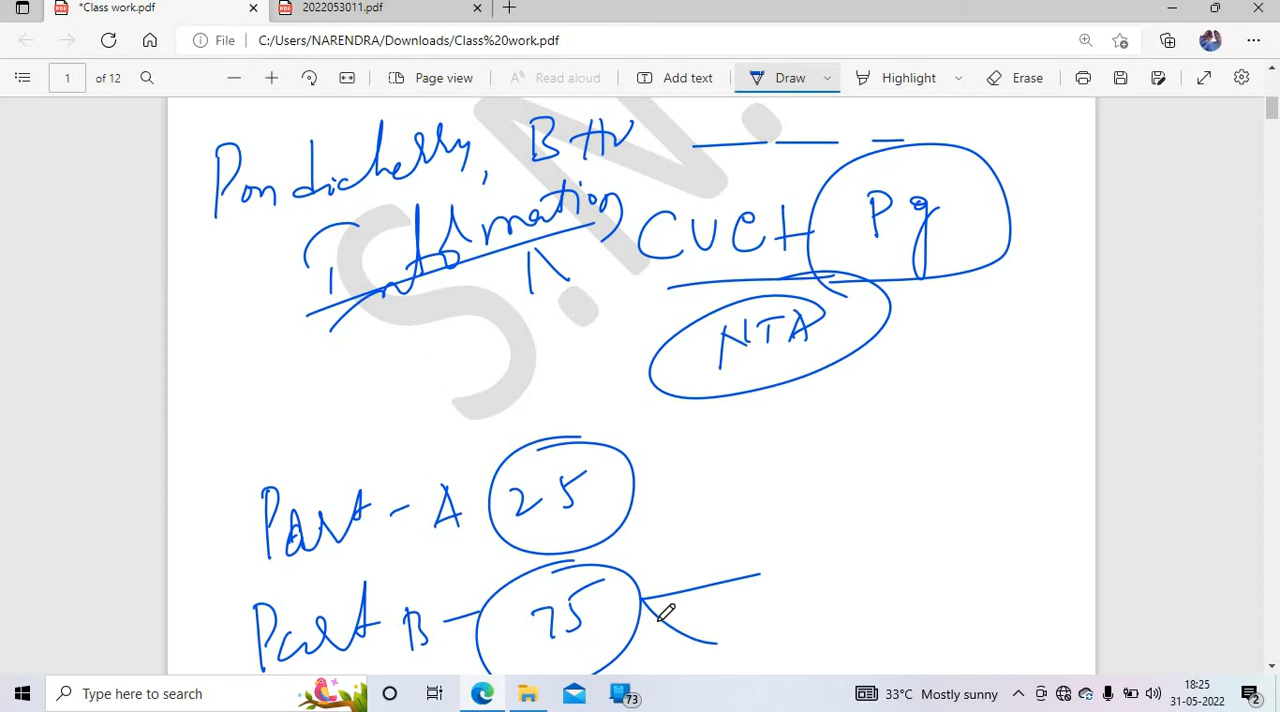 *Class work.pdf
2022053011.pdf
File C:/Users/NARENDRA/Downloads/Class%20work.pdf
1 of 12 Page view Read aloud Add text Draw Highlight Erase
Pondicherry, BHU
Information CUCET Pg
NTA
S.N.
Part - A 25
Part B - 75
Type here to search
73
33°C Mostly sunny
18:25
31-05-2022
2